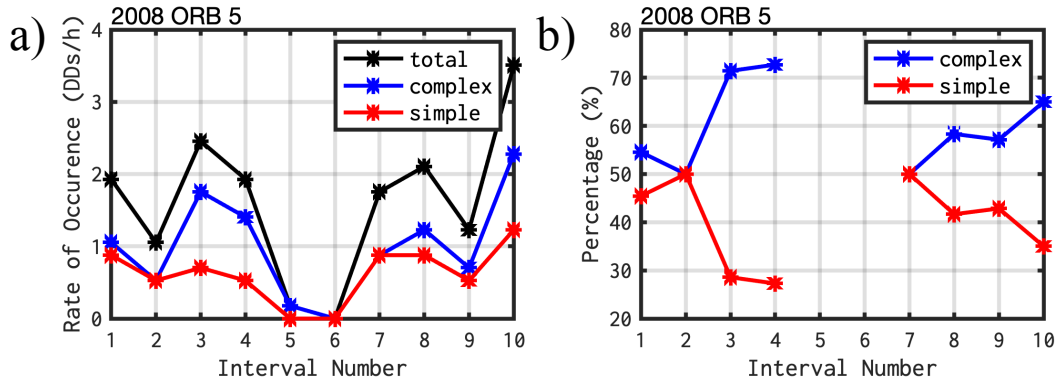 a)
2008 ORB 5
Rate of Occurence (DDs/h)
4
3
2
1
0
total
complex
simple
1 2 3 4 5 6 7 8 9 10
Interval Number
b)
2008 ORB 5
Percentage (%)
80
70
60
50
40
30
20
complex
simple
1 2 3 4 5 6 7 8 9 10
Interval Number